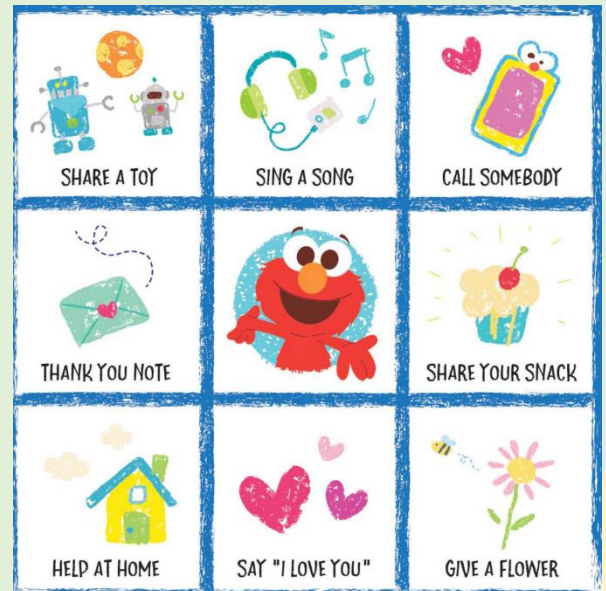 SHARE A TOY
SING A SONG
CALL SOMEBODY
THANK YOU NOTE
SHARE YOUR SNACK
HELP AT HOME
SAY "I LOVE YOU"
GIVE A FLOWER